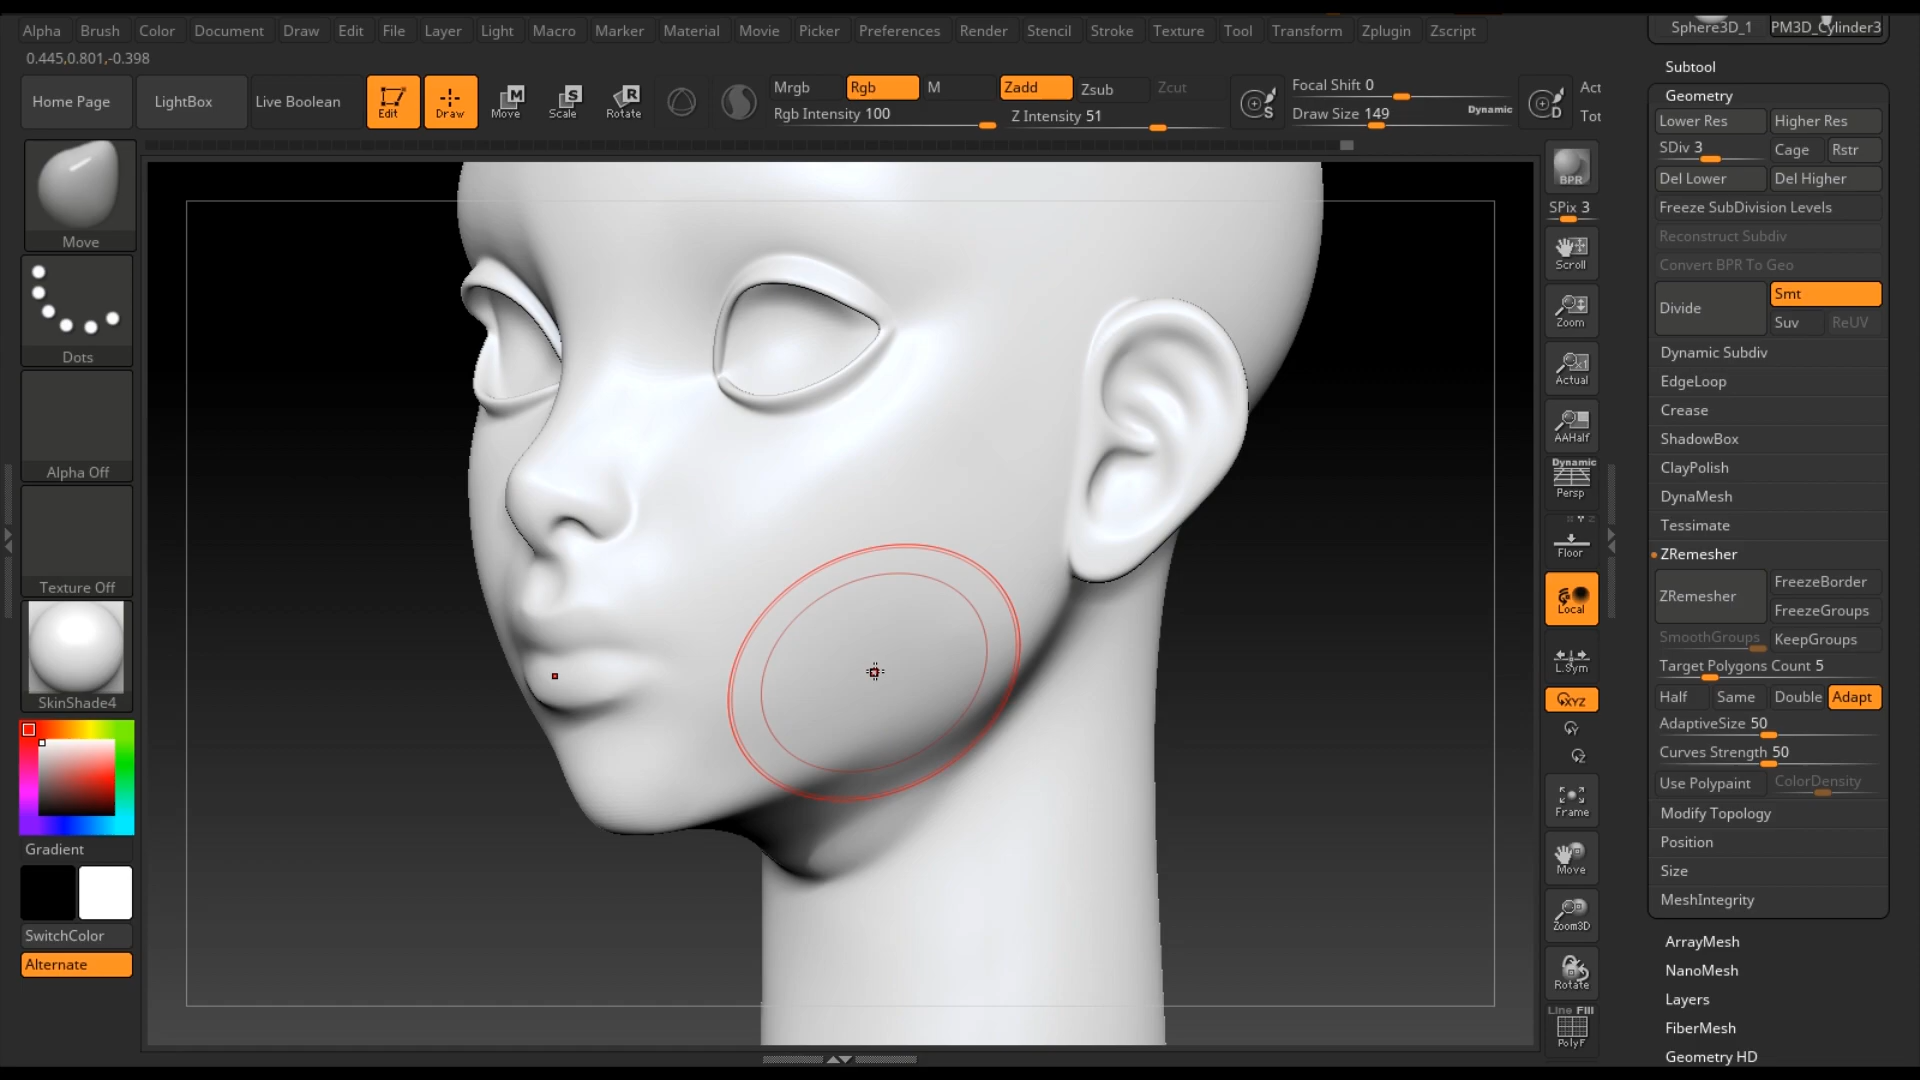 Alpha Brush Color Document Draw Edit File Layer Light Macro Marker Material Movie Picker Preferences Render Stencil Stroke Texture Tool Transform Zplugin Zscript
0.445,0.801,-0.398
Home Page
LightBox
Live Boolean
Edit
Draw
M
Move
S
Scale
R
Rotate
Mrgb
Rgb
M
Zadd
Zsub
Zcut
Rgb Intensity 100
Z Intensity 51
S
Focal Shift 0
Draw Size 149
Dynamic
D
Act
Tot
Move
Dots
Alpha Off
Texture Off
SkinShade4
Gradient
SwitchColor
Alternate
BPR
SPix 3
Scroll
Zoom
Actual
AAHalf
Dynamic
Persp
X Y Z
Floor
Local
L.Sym
XYZ
Y
Z
Frame
Move
Zoom3D
Rotate
Line Fill
PolyF
Sphere3D_1
PM3D_Cylinder3
Subtool
Geometry
Lower Res
Higher Res
SDiv 3
Cage
Rstr
Del Lower
Del Higher
Freeze SubDivision Levels
Reconstruct Subdiv
Convert BPR To Geo
Divide
Smt
Suv
ReUV
Dynamic Subdiv
EdgeLoop
Crease
ShadowBox
ClayPolish
DynaMesh
Tessimate
ZRemesher
ZRemesher
FreezeBorder
FreezeGroups
SmoothGroups
KeepGroups
Target Polygons Count 5
Half
Same
Double
Adapt
AdaptiveSize 50
Curves Strength 50
Use Polypaint
ColorDensity
Modify Topology
Position
Size
MeshIntegrity
ArrayMesh
NanoMesh
Layers
FiberMesh
Geometry HD